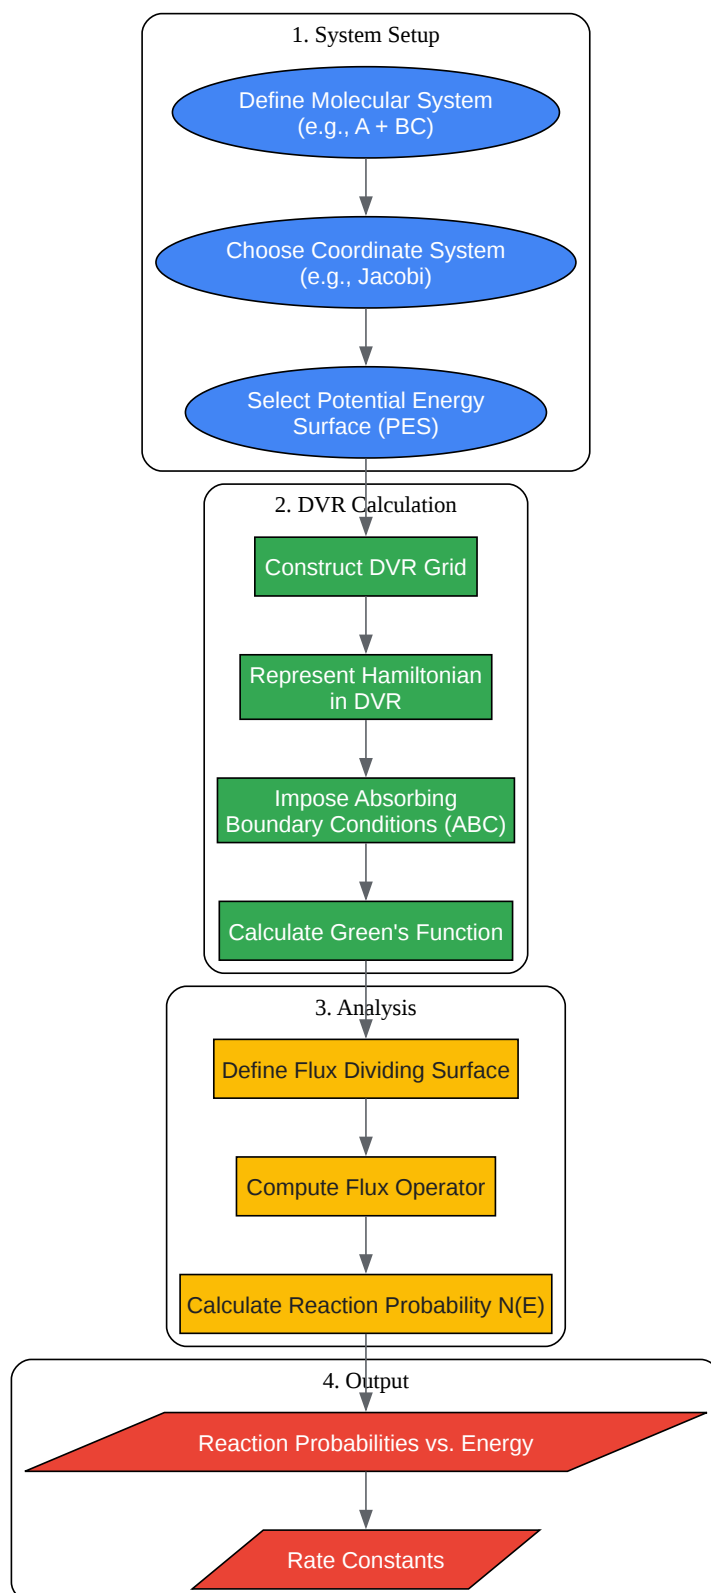 1. System Setup
Define Molecular System
(e.g., A + BC)
Choose Coordinate System
(e.g., Jacobi)
Select Potential Energy
Surface (PES)
2. DVR Calculation
Construct DVR Grid
Represent Hamiltonian
in DVR
Impose Absorbing
Boundary Conditions (ABC)
Calculate Green's Function
3. Analysis
Define Flux Dividing Surface
Compute Flux Operator
Calculate Reaction Probability N(E)
4. Output
Reaction Probabilities vs. Energy
Rate Constants